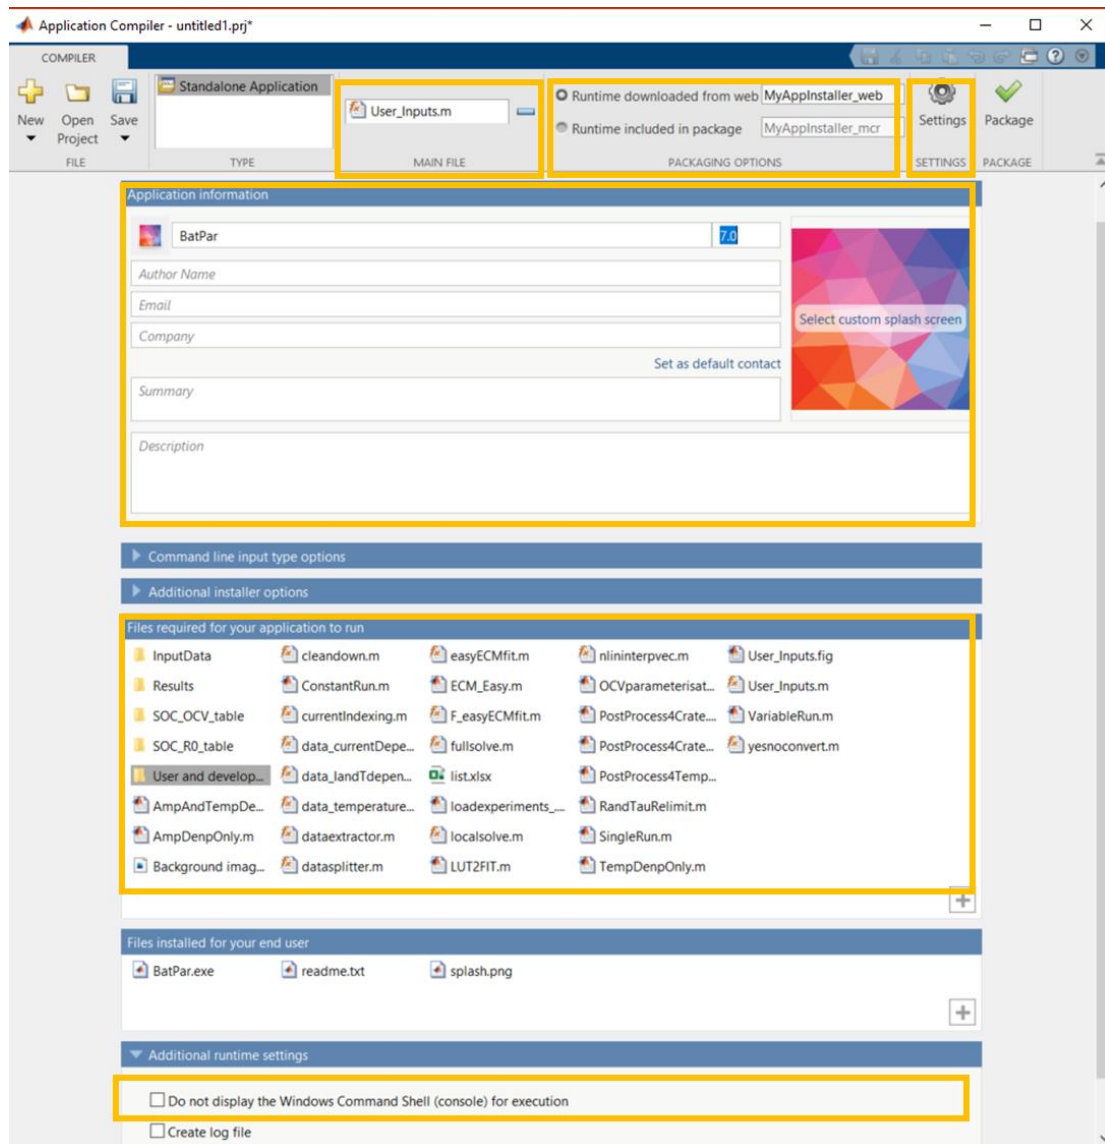 Application Compiler - untitled1.prj*
COMPILER
New Open Project Save
FILE
Standalone Application
TYPE
User_Inputs.m
MAIN FILE
Runtime downloaded from web MyAppInstaller_web
Runtime included in package MyAppInstaller_mcr
PACKAGING OPTIONS
Settings
SETTINGS
Package
PACKAGE
Application information
BatPar 7.0
Author Name
Email
Company
Set as default contact
Summary
Select custom splash screen
Description
Command line input type options
Additional installer options
Files required for your application to run
InputData cleandown.m easyECMfit.m nlininterpvec.m User_Inputs.fig
Results ConstantRun.m ECM_Easy.m OCVparameterisat... User_Inputs.m
SOC_OCV_table currentIndexing.m F_easyECMfit.m PostProcess4Crate.... VariableRun.m
SOC_R0_table data_currentDepe... fullsolve.m PostProcess4Crate... yesnoconvert.m
User and develop... data_IandTdepen... list.xlsx PostProcess4Temp...
AmpAndTempDe... data_temperature... loadexperiments_... RandTauRelimit.m
AmpDenpOnly.m dataextractor.m localsolve.m SingleRun.m
Background imag... datasplitter.m LUT2FIT.m TempDenpOnly.m
Files installed for your end user
BatPar.exe readme.txt splash.png
Additional runtime settings
Do not display the Windows Command Shell (console) for execution
Create log file